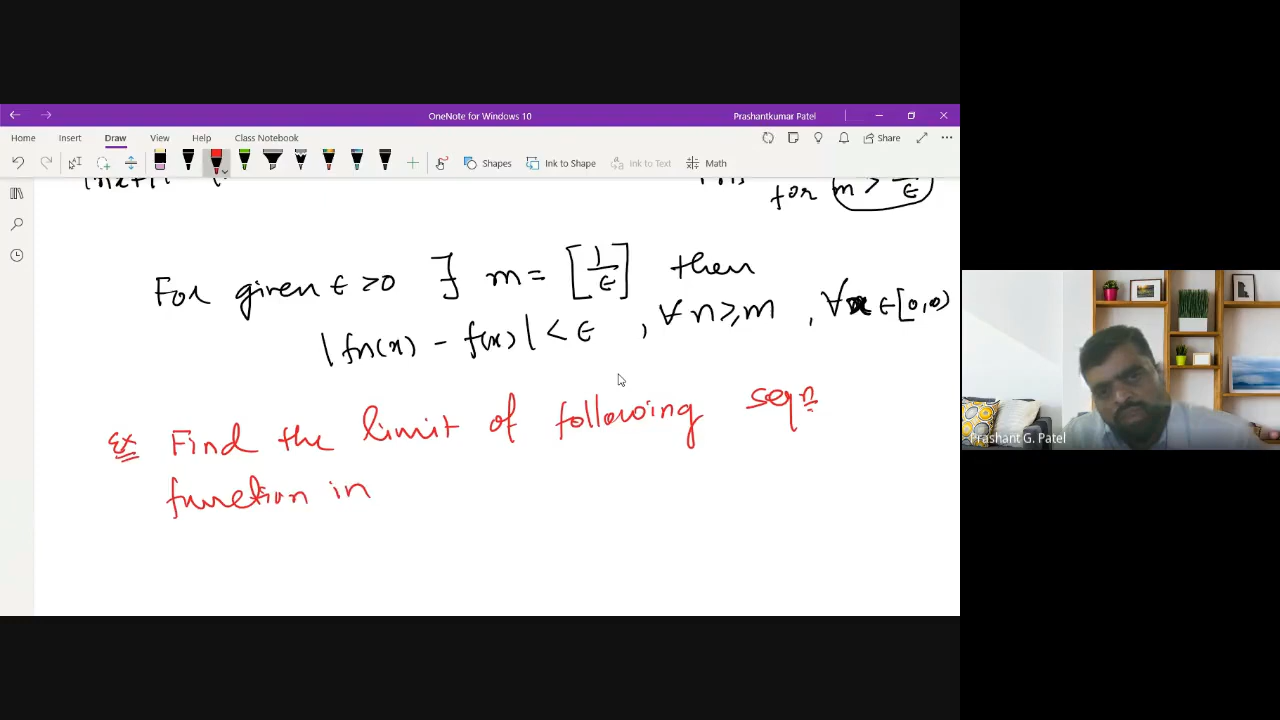 OneNote for Windows 10
Prashantkumar Patel
Home Insert Draw View Help Class Notebook
Share
Shapes Ink to Shape Ink to Text Math
for m > 1/ϵ
For given ϵ > 0 ∃ m = [1/ϵ] then
|fn(x) - f(x)| < ϵ , ∀ n ≥ m , ∀ x ∈ [0, ∞)
Ex Find the limit of following seqn
function in
Prashant G. Patel